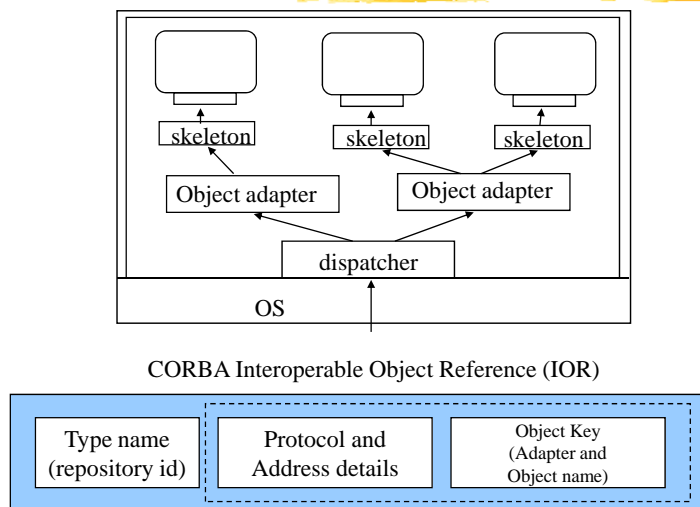 skeleton
skeleton
skeleton
Object adapter
Object adapter
dispatcher
OS
CORBA Interoperable Object Reference (IOR)
Type name
(repository id)
Protocol and
Address details
Object Key
(Adapter and
Object name)